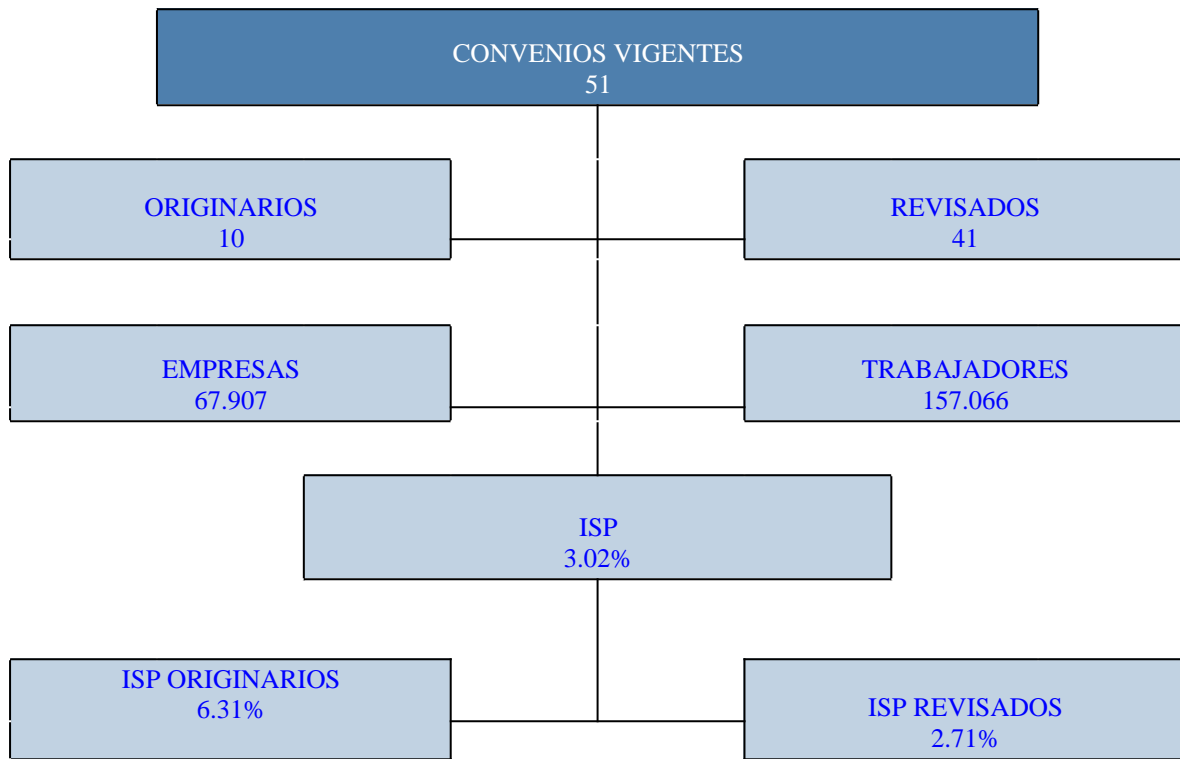 CONVENIOS VIGENTES
51
ORIGINARIOS
10
REVISADOS
41
EMPRESAS
67.907
TRABAJADORES
157.066
ISP
3.02%
ISP ORIGINARIOS
6.31%
ISP REVISADOS
2.71%